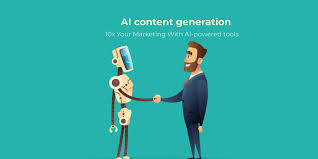 AI content generation
10x Your Marketing With AI-powered tools